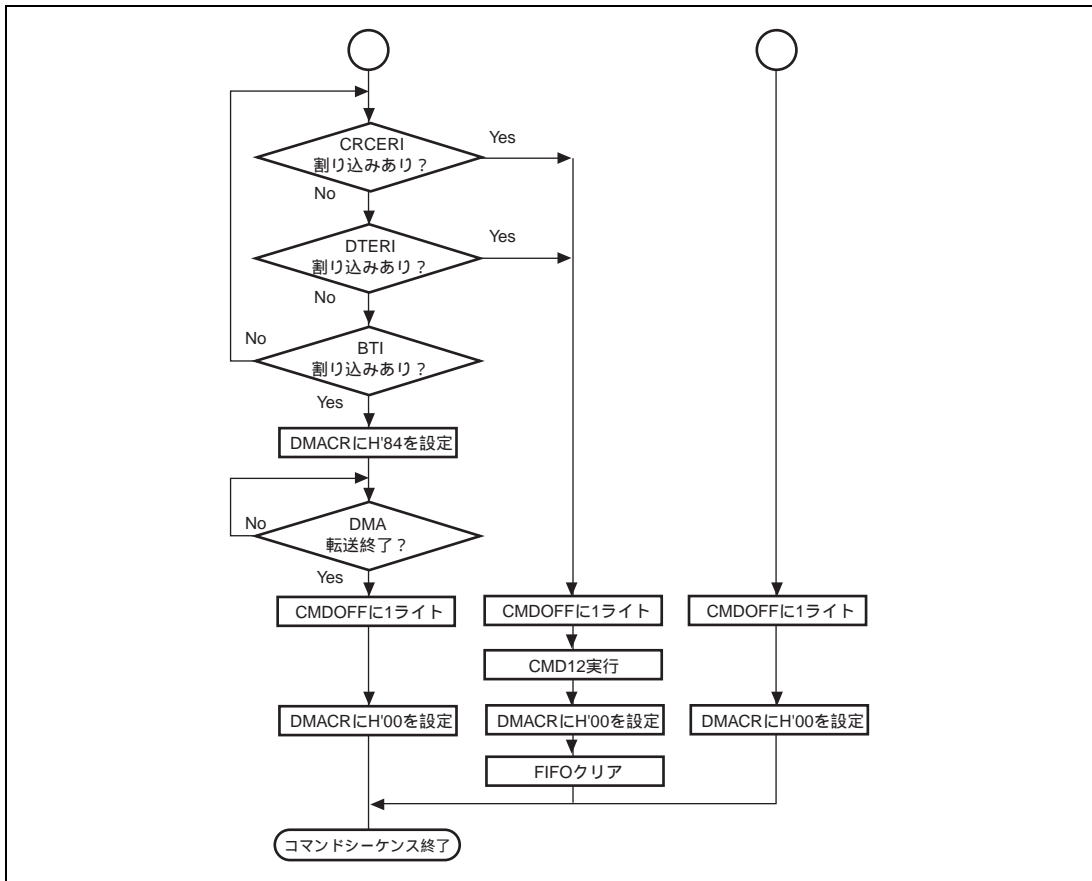 CRCERI
割り込みあり？
Yes
No
DTERI
割り込みあり？
Yes
No
BTI
割り込みあり？
No
Yes
DMACRにH'84を設定
DMA
転送終了？
No
Yes
CMDOFFに1ライト
CMDOFFに1ライト
CMDOFFに1ライト
CMD12実行
DMACRにH'00を設定
DMACRにH'00を設定
DMACRにH'00を設定
FIFOクリア
コマンドシーケンス終了